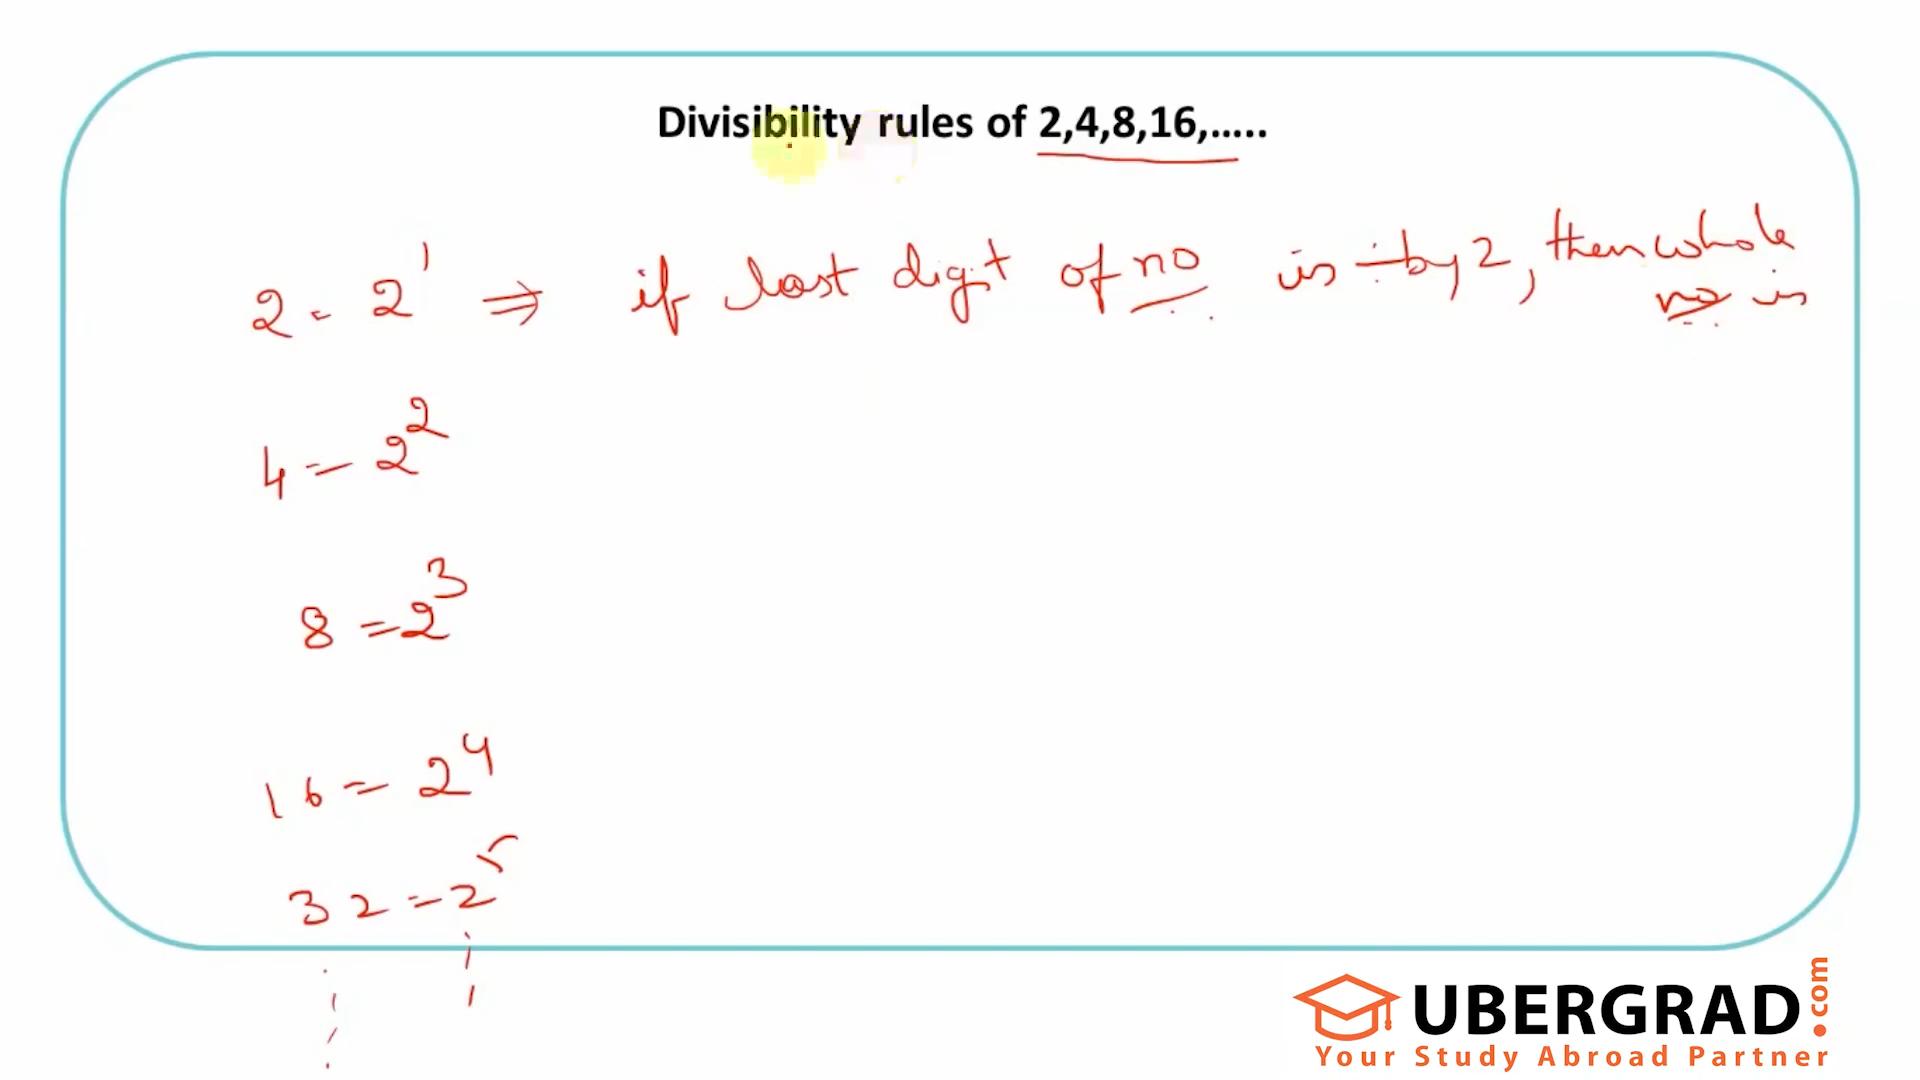 Divisibility rules of 2,4,8,16,.....
2 = 2¹ ⇒ if last digit of no is ÷ by 2, then whole
no is
4 = 2²
8 = 2³
16 = 2⁴
32 = 2⁵
UBERGRAD.com
Your Study Abroad Partner